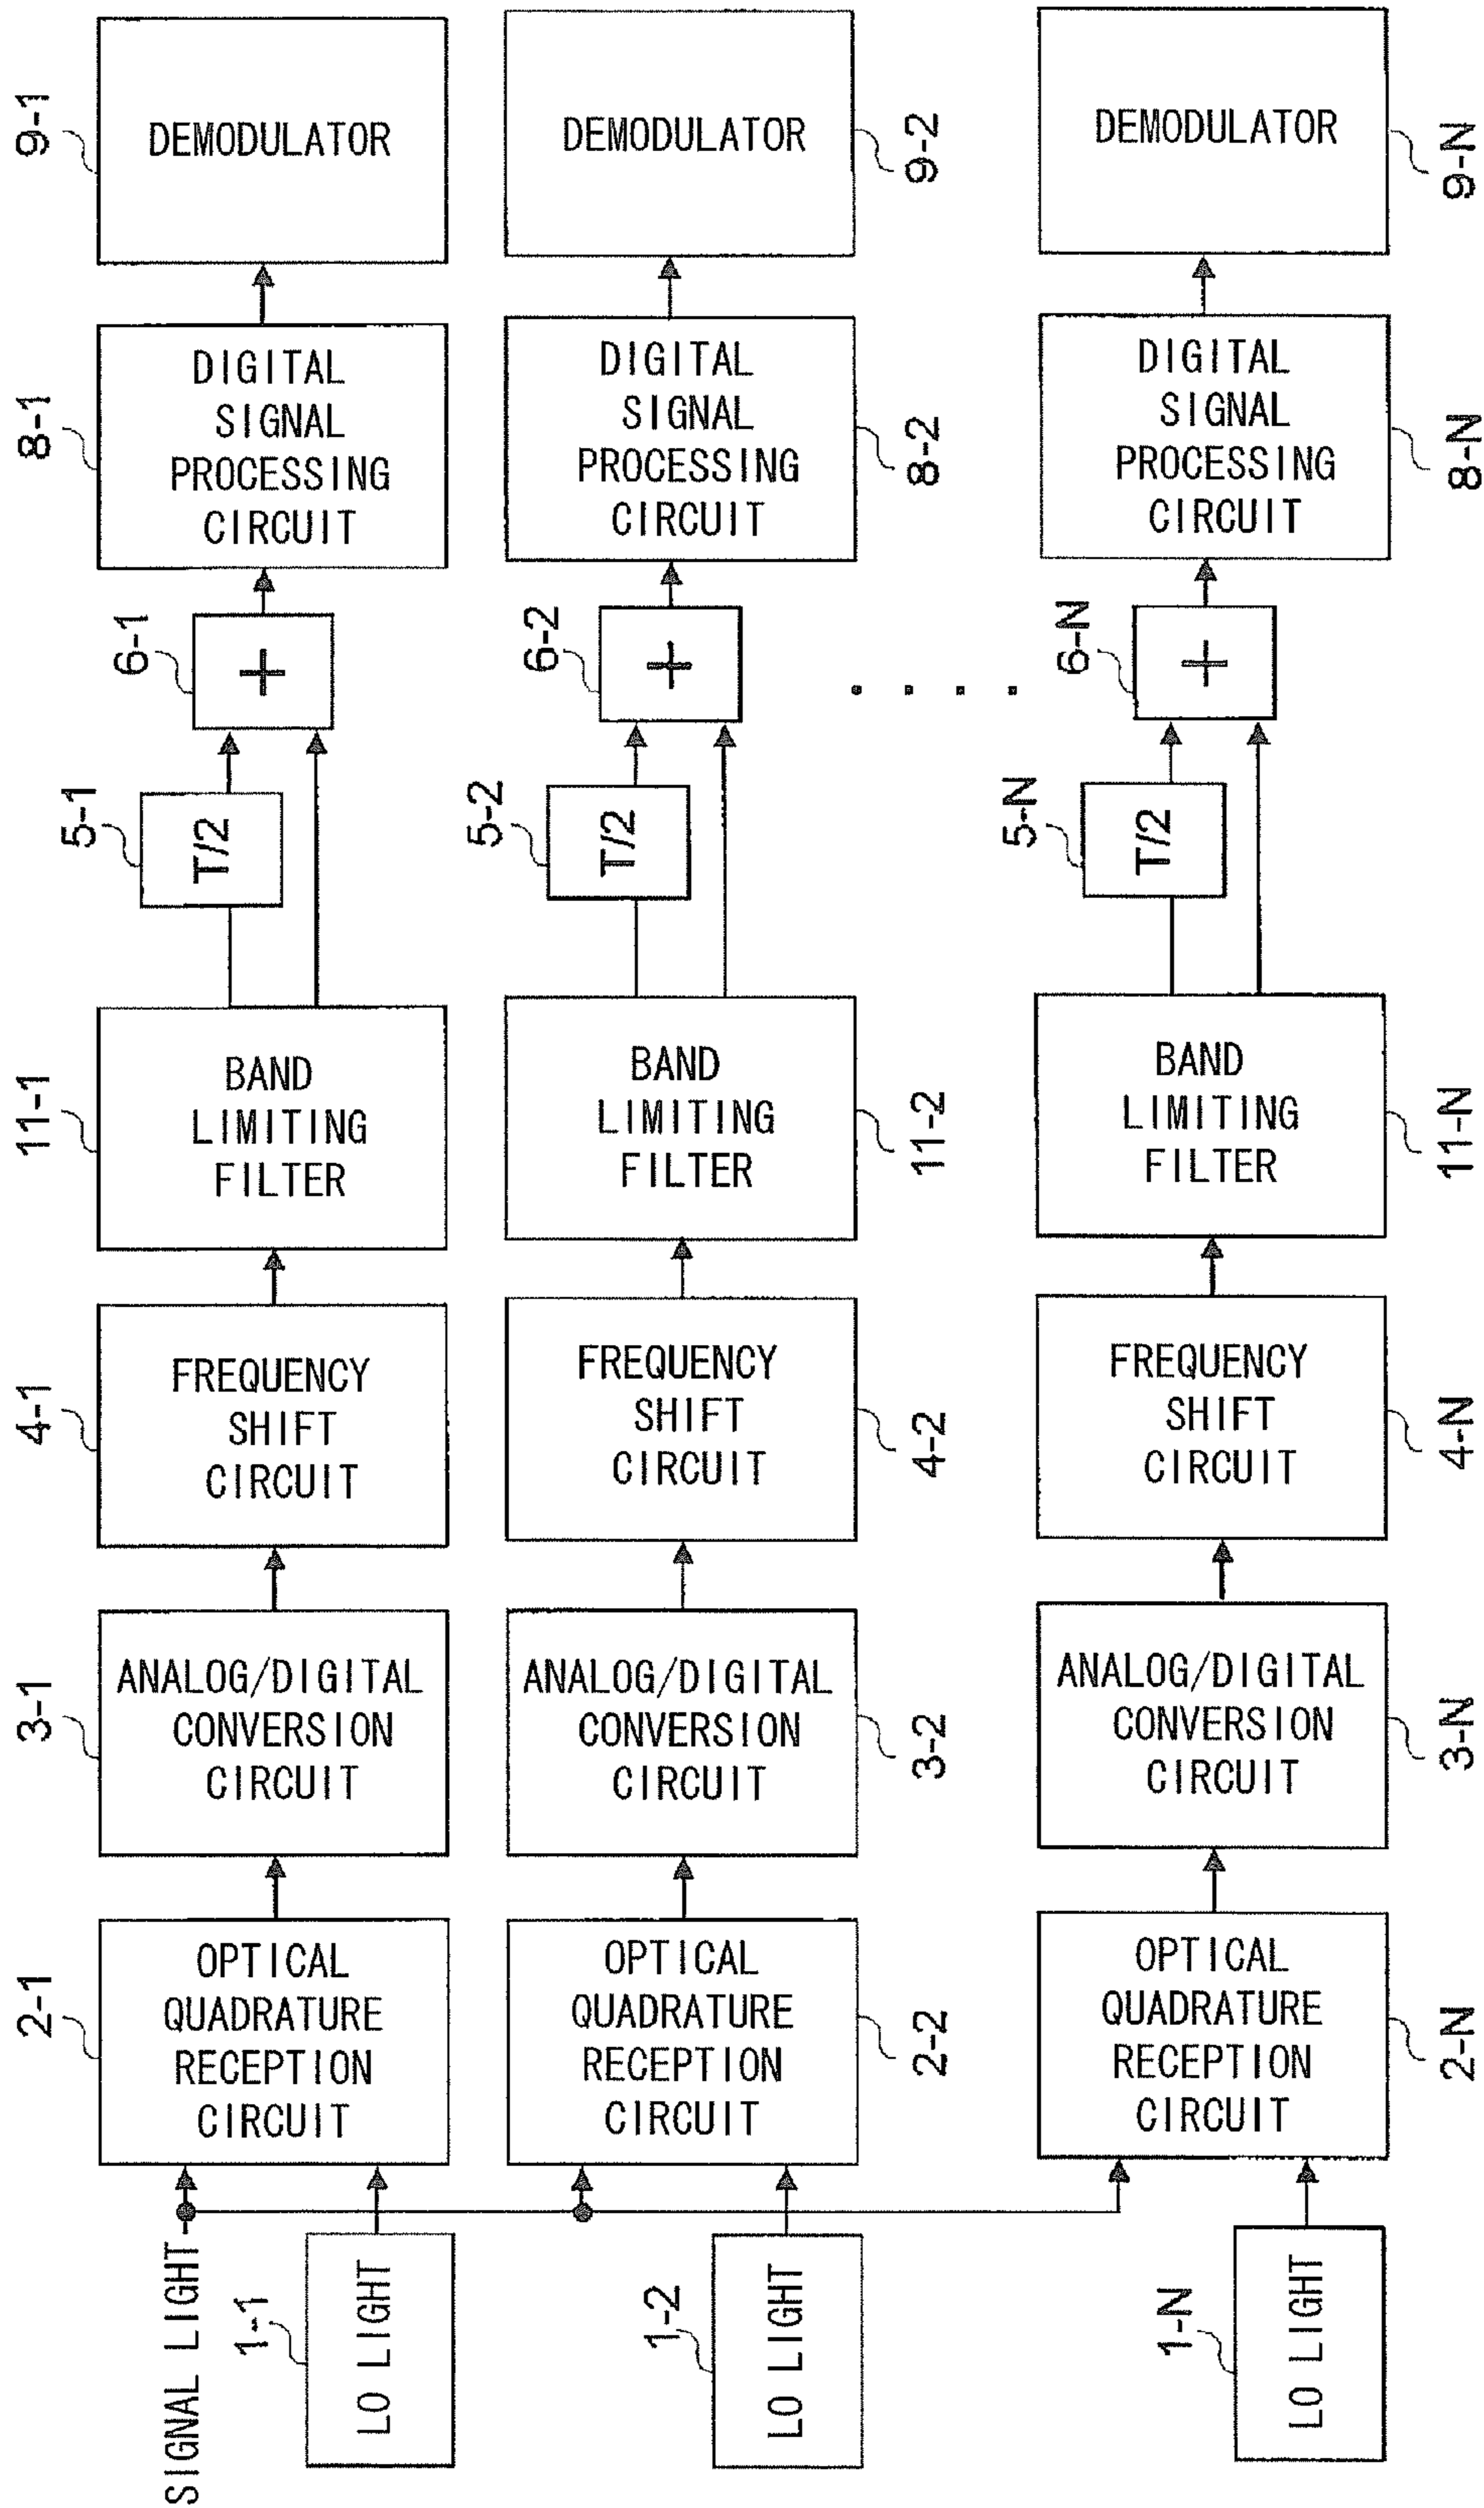 9-1
DEMODULATOR
DEMODULATOR
9-2
DEMODULATOR
9-N
8-1
DIGITAL
SIGNAL
PROCESSING
CIRCUIT
DIGITAL
SIGNAL
PROCESSING
CIRCUIT
8-2
DIGITAL
SIGNAL
PROCESSING
CIRCUIT
8-N
6-1
+
6-2
+
. . . .
6-N
+
5-1
T/2
5-2
T/2
5-N
T/2
11-1
BAND
LIMITING
FILTER
BAND
LIMITING
FILTER
11-2
BAND
LIMITING
FILTER
11-N
4-1
FREQUENCY
SHIFT
CIRCUIT
FREQUENCY
SHIFT
CIRCUIT
4-2
FREQUENCY
SHIFT
CIRCUIT
4-N
3-1
ANALOG/DIGITAL
CONVERSION
CIRCUIT
ANALOG/DIGITAL
CONVERSION
CIRCUIT
3-2
ANALOG/DIGITAL
CONVERSION
CIRCUIT
3-N
2-1
OPTICAL
QUADRATURE
RECEPTION
CIRCUIT
OPTICAL
QUADRATURE
RECEPTION
CIRCUIT
2-2
OPTICAL
QUADRATURE
RECEPTION
CIRCUIT
2-N
SIGNAL LIGHT
1-1
LO LIGHT
1-2
LO LIGHT
1-N
LO LIGHT